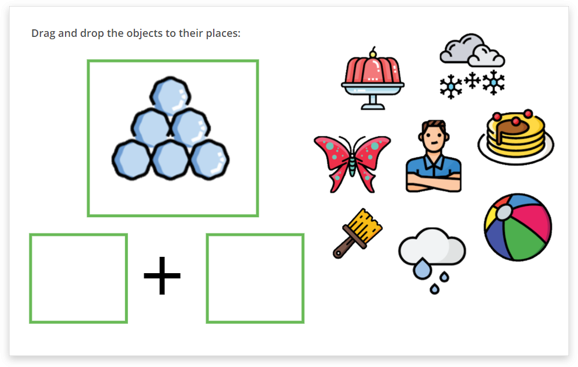 Drag and drop the objects to their places:
+